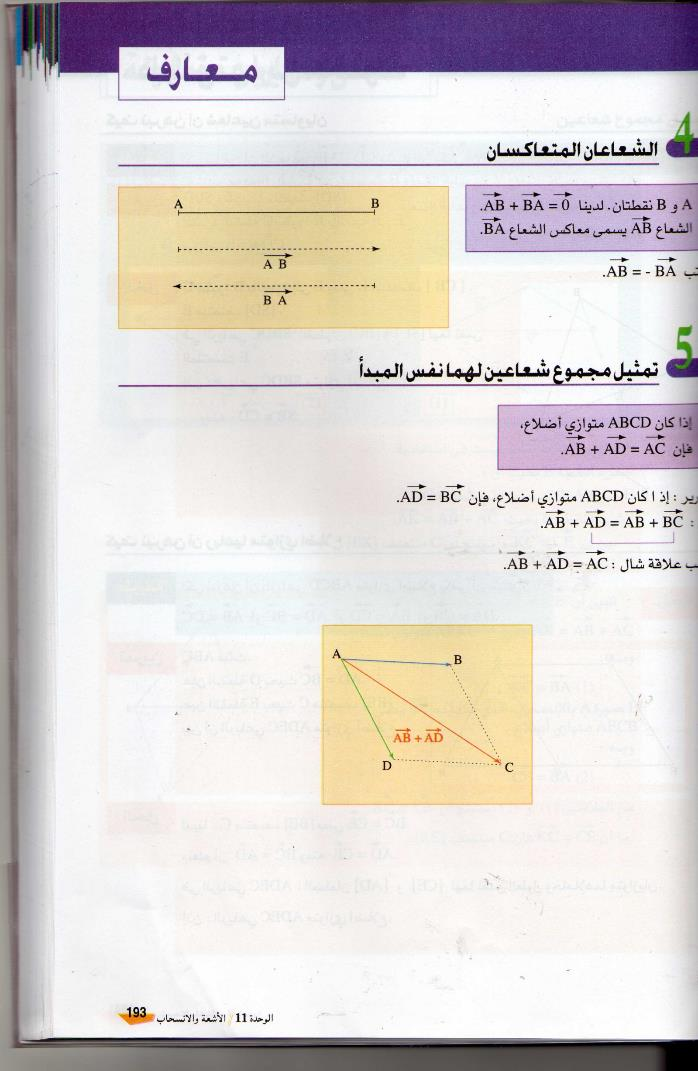 معارف
4
الشعاعان المتعاكسان
A و B نقطتان. لدينا AB + BA = 0.
الشعاع AB يسمى معاكس الشعاع BA.
AB = - BA.
A B
A B
B A
5
تمثيل مجموع شعاعين لهما نفس المبدأ
إذا كان ABCD متوازي أضلاع،
فإن AB + AD = AC.
: إذا كان ABCD متوازي أضلاع، فإن AD = BC.
: AB + AD = AB + BC.
علاقة شال : AB + AD = AC.
A
B
AB + AD
D
C
الوحدة 11 / الأشعة والانسحاب
193